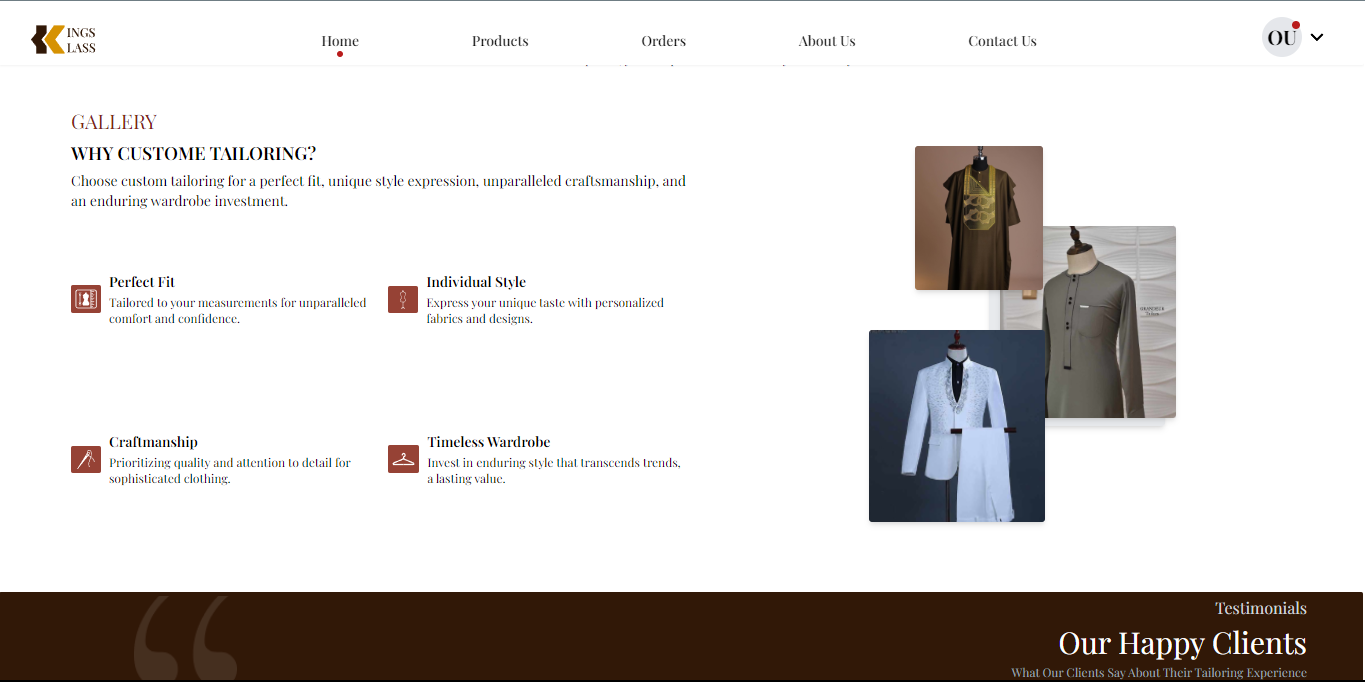 INGS
LASS
Home
Products
Orders
About Us
Contact Us
OU
GALLERY
WHY CUSTOME TAILORING?
Choose custom tailoring for a perfect fit, unique style expression, unparalleled craftsmanship, and
an enduring wardrobe investment.
Perfect Fit
Tailored to your measurements for unparalleled
comfort and confidence.
Individual Style
Express your unique taste with personalized
fabrics and designs.
Craftmanship
Prioritizing quality and attention to detail for
sophisticated clothing.
Timeless Wardrobe
Invest in enduring style that transcends trends,
a lasting value.
Testimonials
Our Happy Clients
What Our Clients Say About Their Tailoring Experience